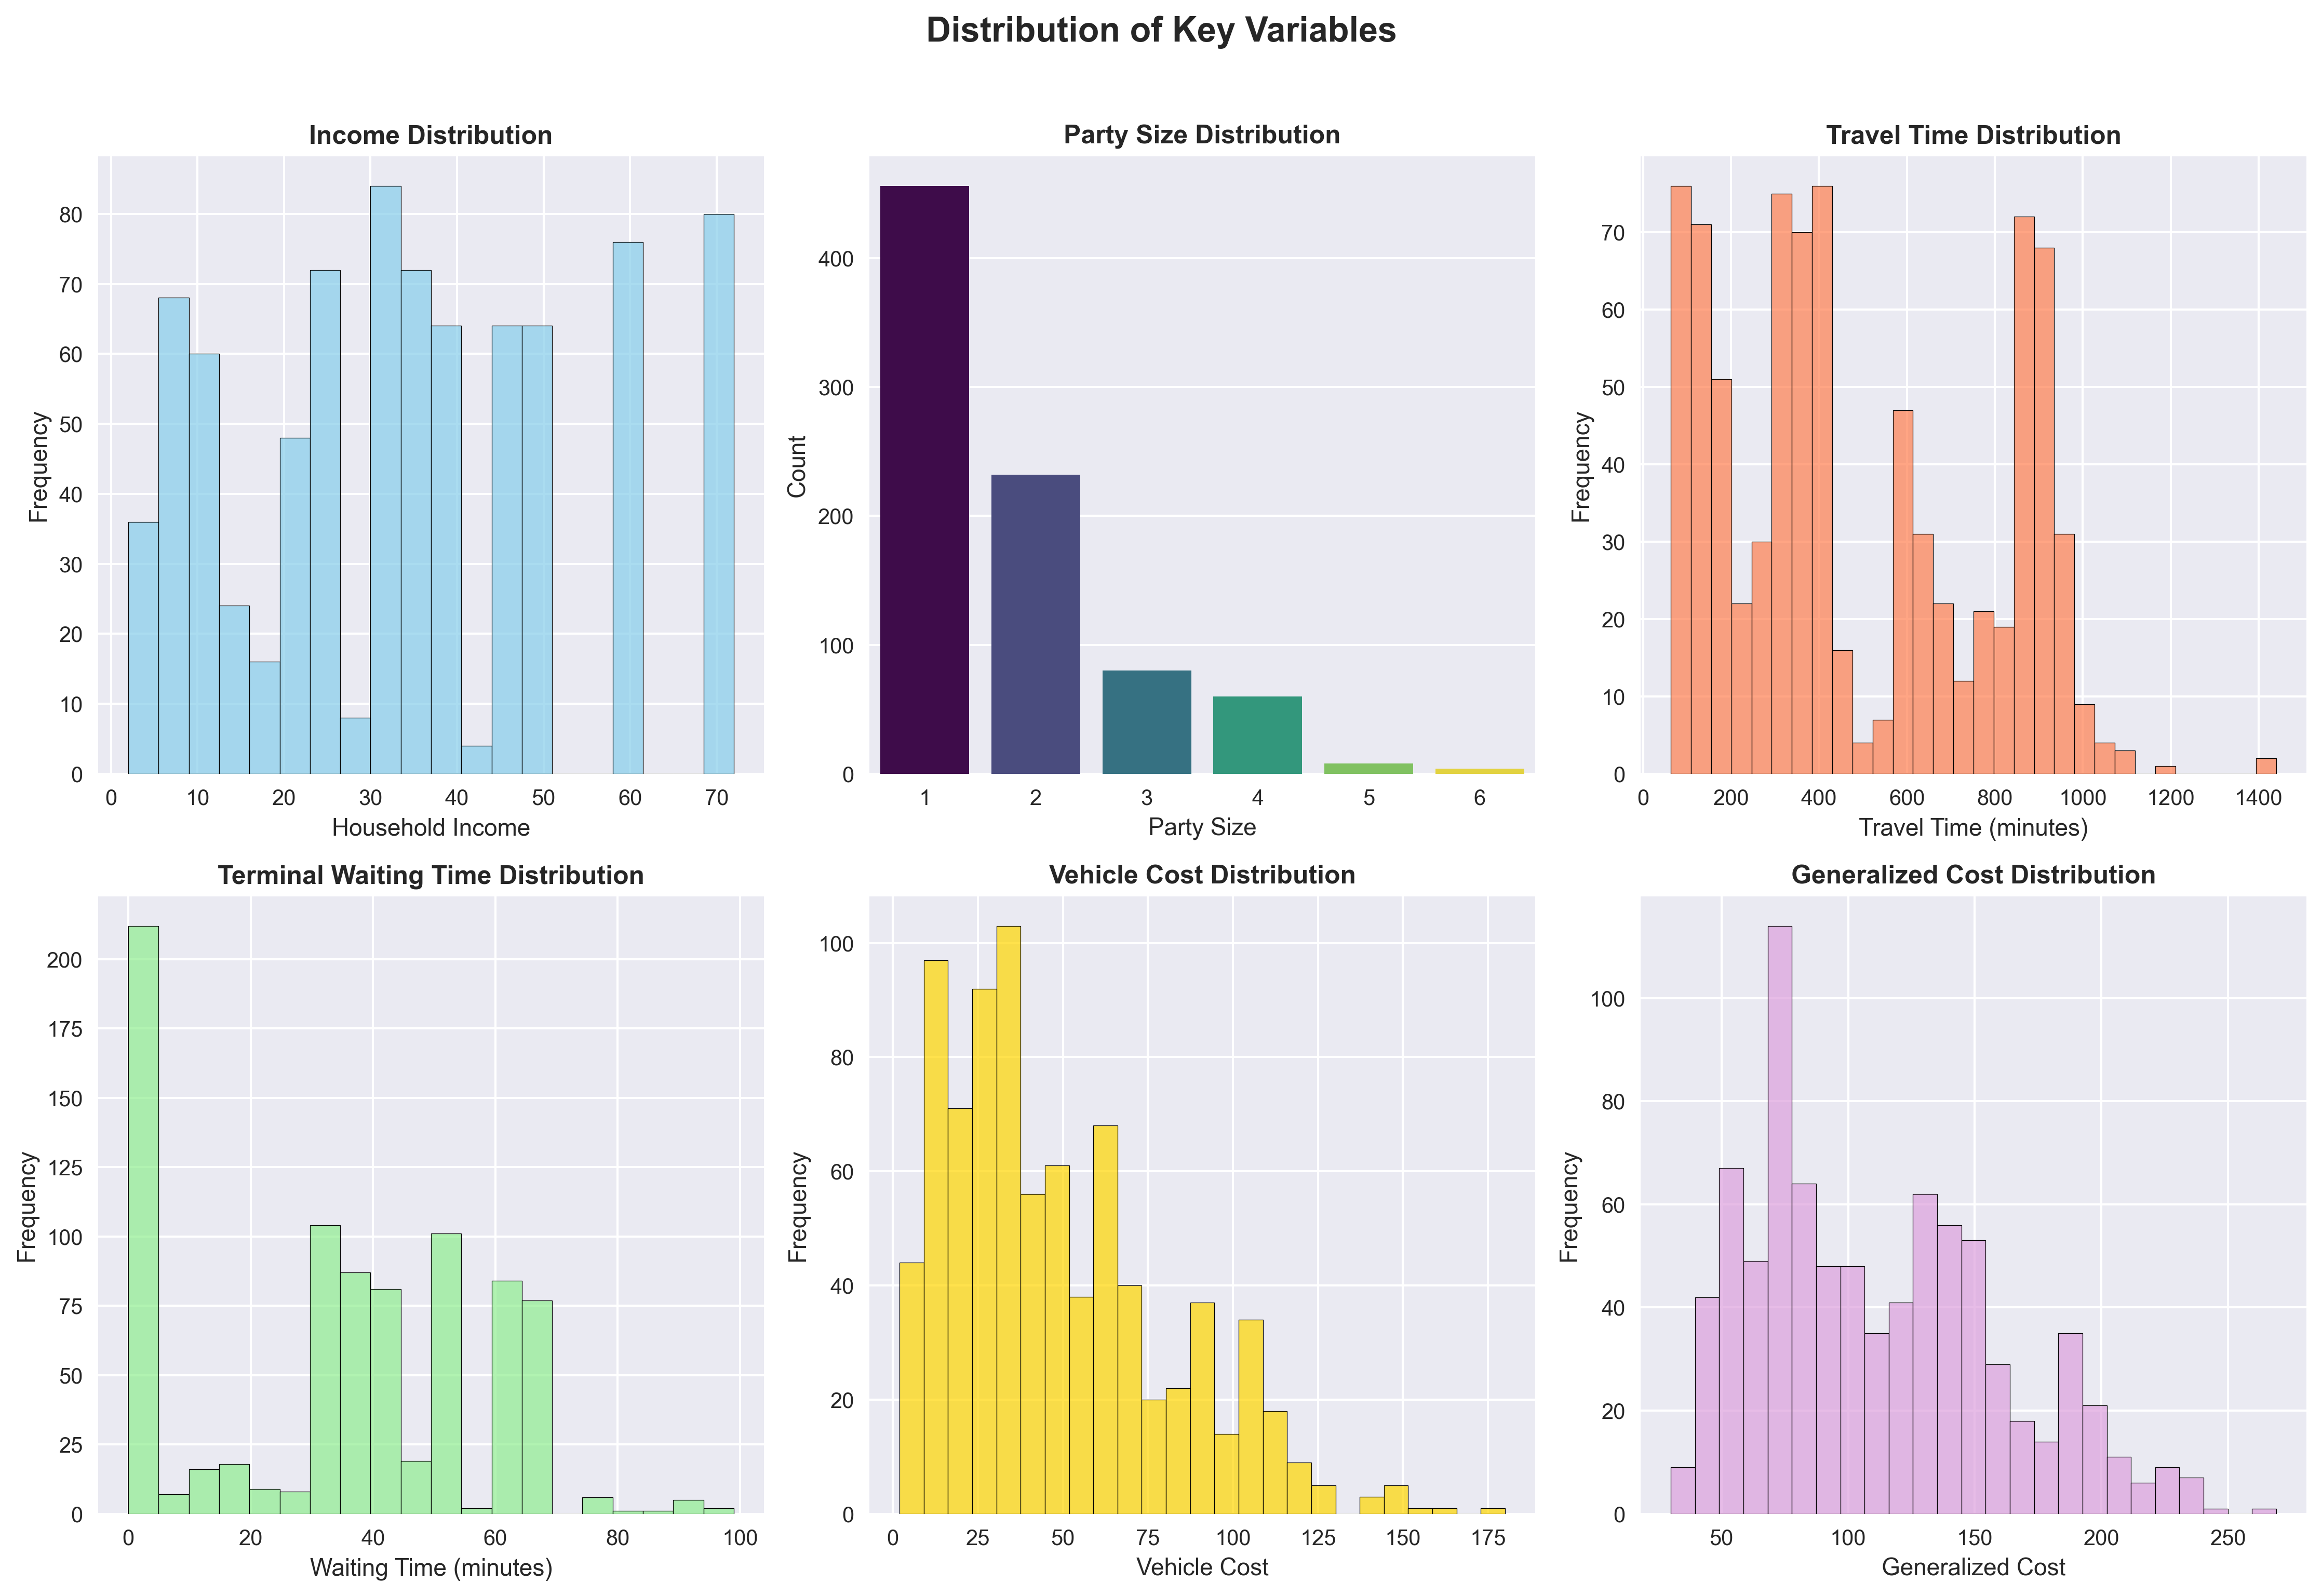 Distribution of Key Variables
Income Distribution
Frequency
80
70
60
50
40
30
20
10
0
0 10 20 30 40 50 60 70
Household Income
Party Size Distribution
Count
400
300
200
100
0
1 2 3 4 5 6
Party Size
Travel Time Distribution
Frequency
70
60
50
40
30
20
10
0
0 200 400 600 800 1000 1200 1400
Travel Time (minutes)
Terminal Waiting Time Distribution
Frequency
200
175
150
125
100
75
50
25
0
0 20 40 60 80 100
Waiting Time (minutes)
Vehicle Cost Distribution
Frequency
100
80
60
40
20
0
0 25 50 75 100 125 150 175
Vehicle Cost
Generalized Cost Distribution
Frequency
100
80
60
40
20
0
50 100 150 200 250
Generalized Cost